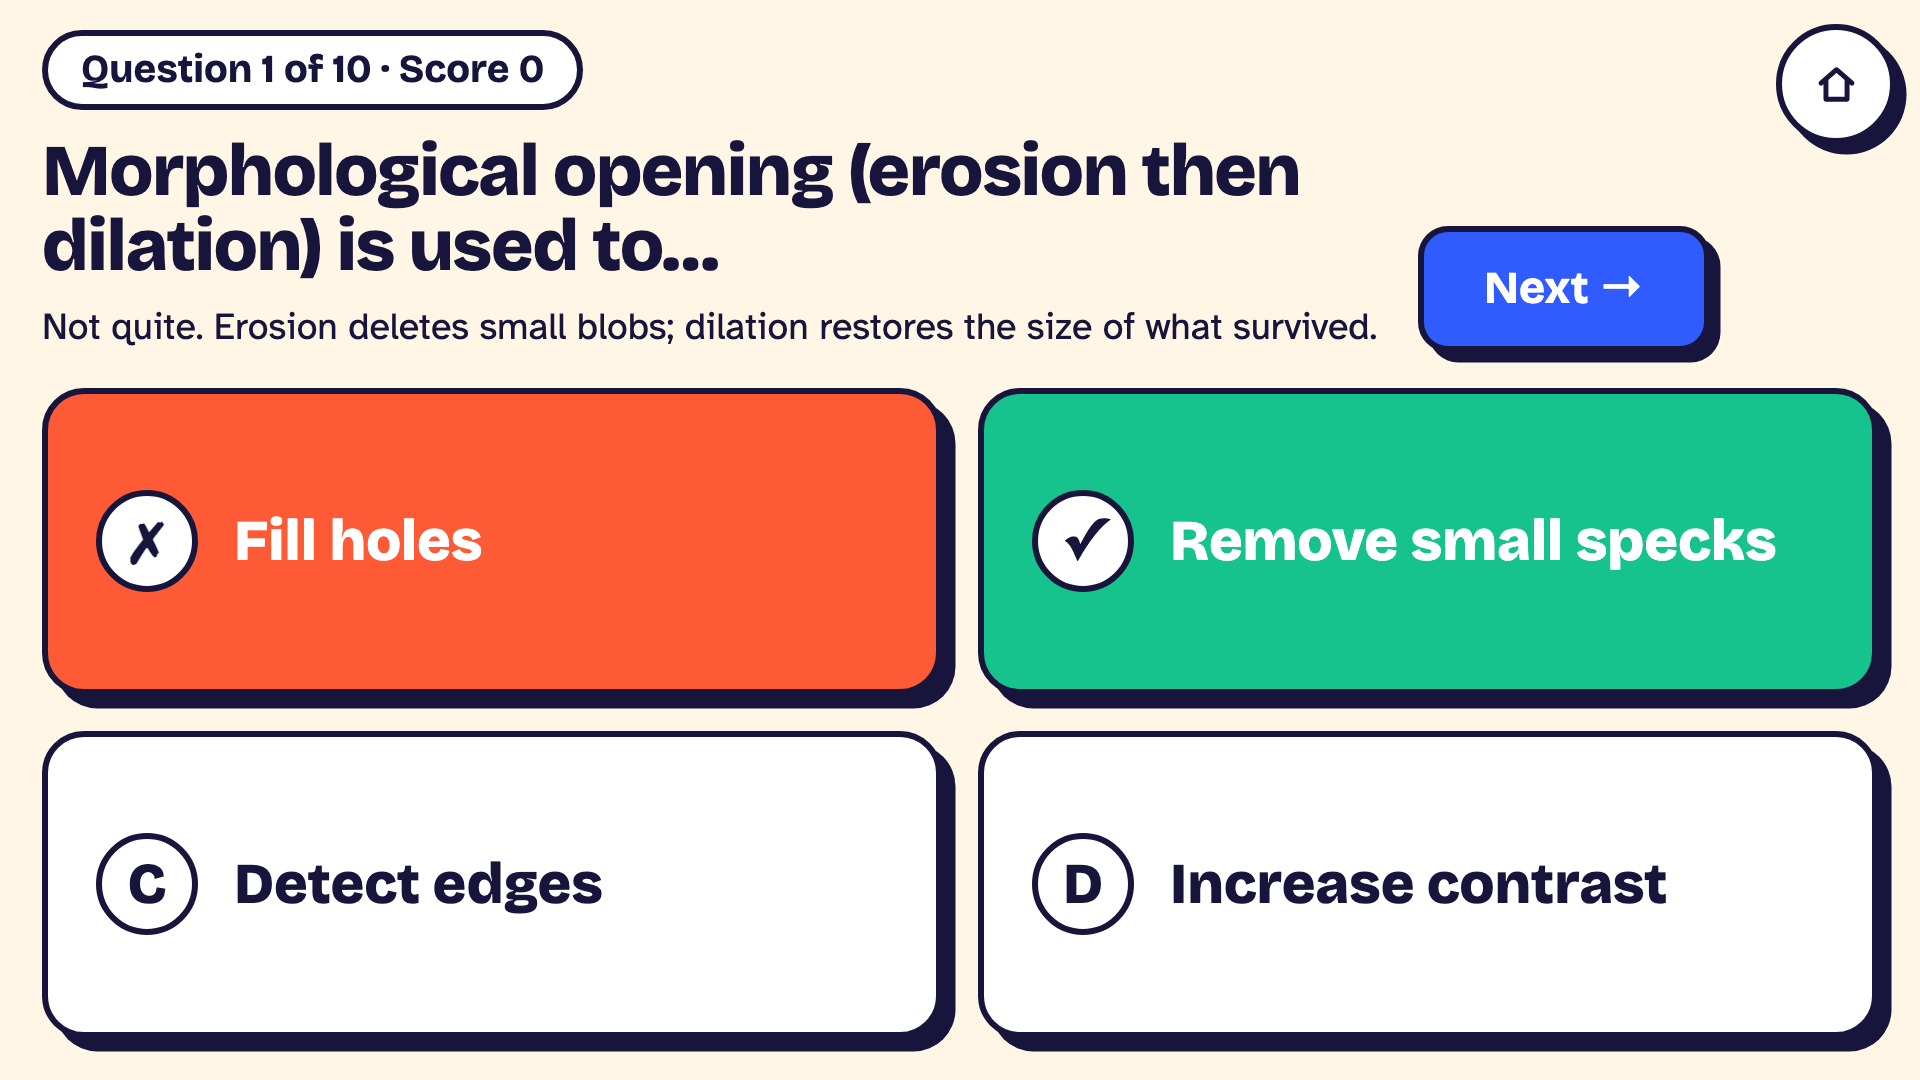 Question 1 of 10 · Score 0
Morphological opening (erosion then
dilation) is used to...
Not quite. Erosion deletes small blobs; dilation restores the size of what survived.
Next →
✗ Fill holes
✓ Remove small specks
C Detect edges
D Increase contrast